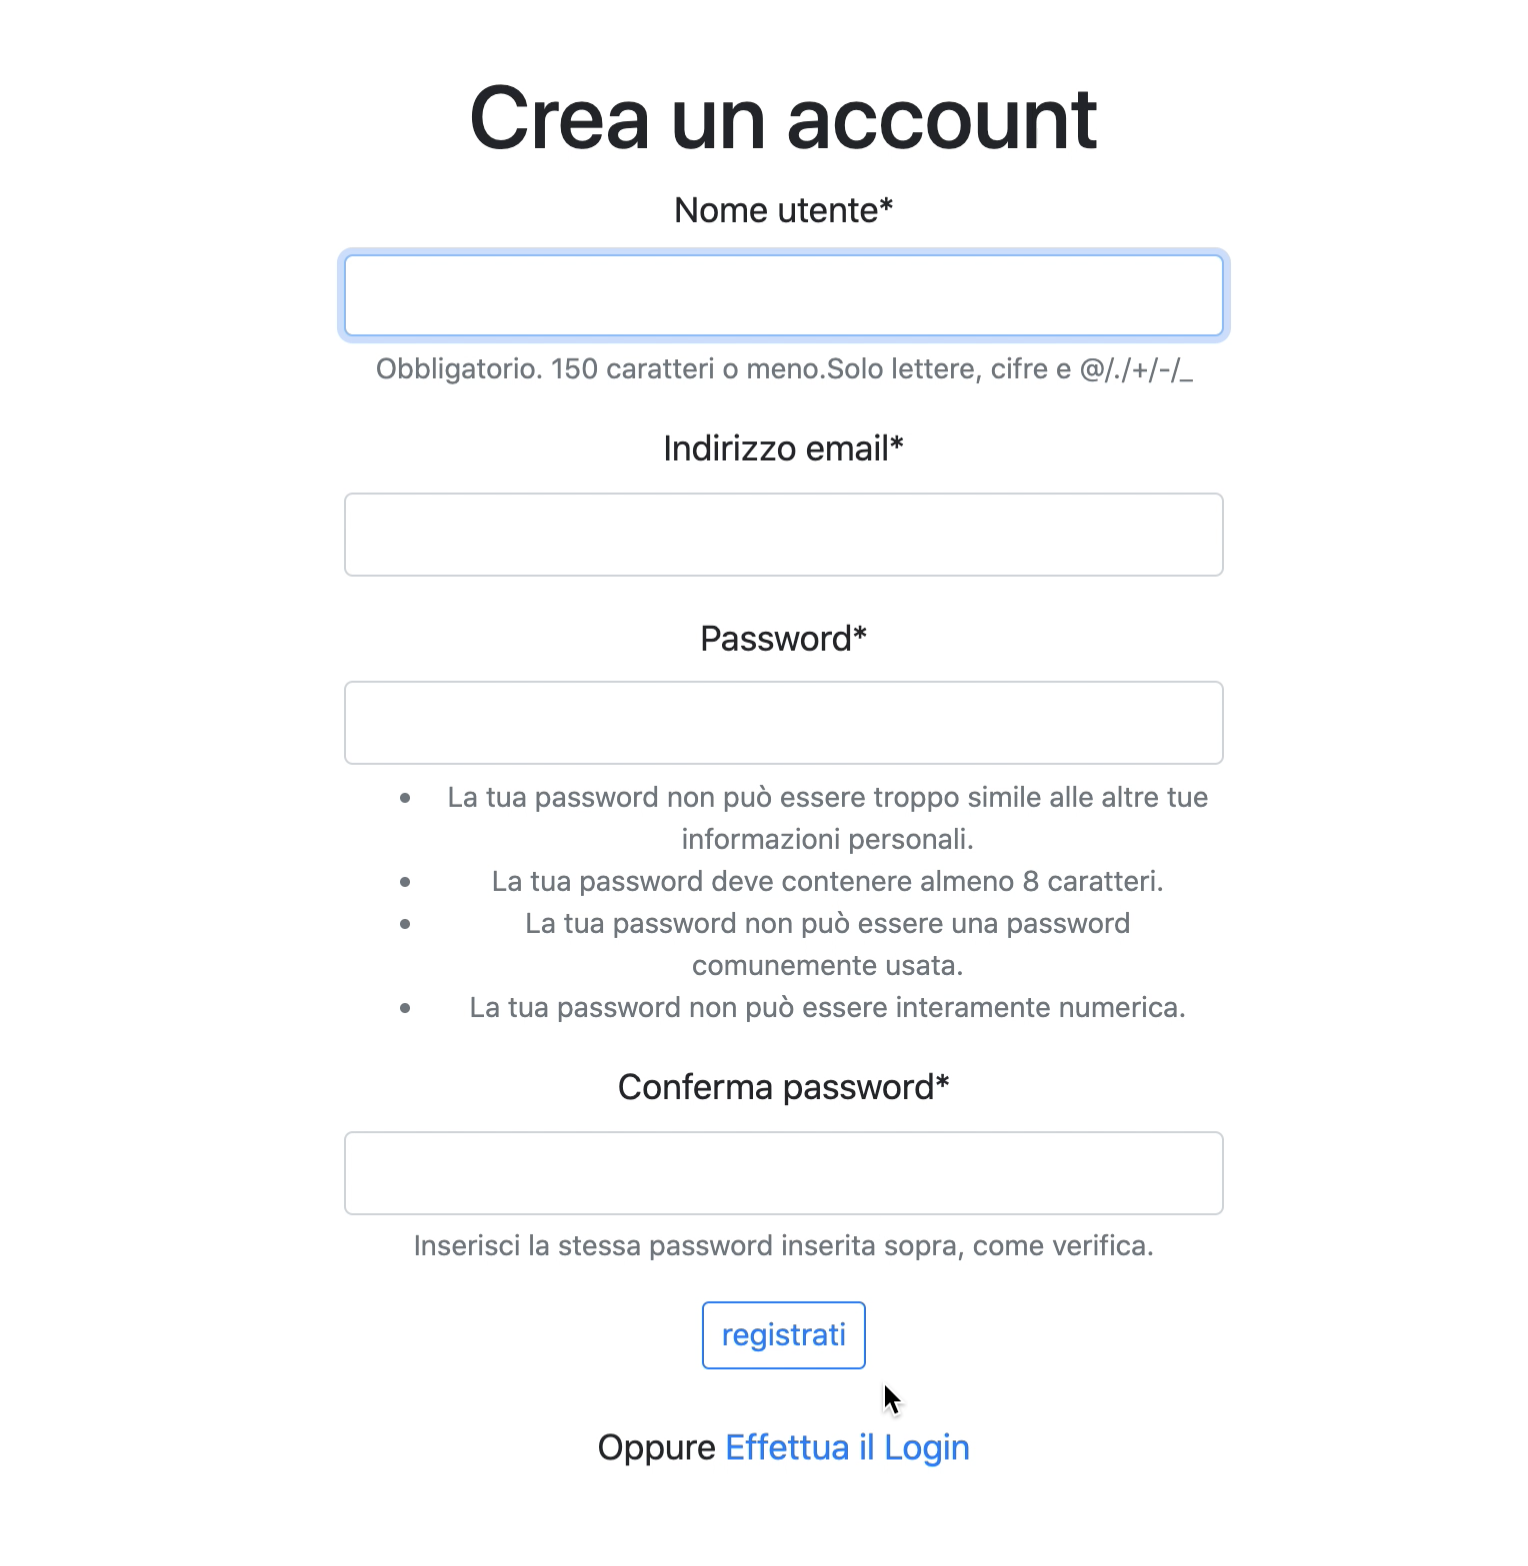 Crea un account
Nome utente*
Obbligatorio. 150 caratteri o meno.Solo lettere, cifre e @/./+/-/_
Indirizzo email*
Password*
• La tua password non può essere troppo simile alle altre tue
informazioni personali.
• La tua password deve contenere almeno 8 caratteri.
• La tua password non può essere una password
comunemente usata.
• La tua password non può essere interamente numerica.
Conferma password*
Inserisci la stessa password inserita sopra, come verifica.
registrati
Oppure Effettua il Login